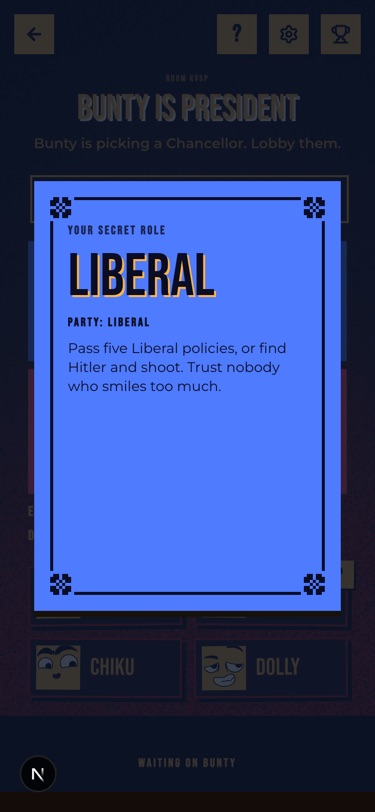 ?
ROOM KVSP
BUNTY IS PRESIDENT
Bunty is picking a Chancellor. Lobby them.
YOUR SECRET ROLE
LIBERAL
PARTY: LIBERAL
Pass five Liberal policies, or find
Hitler and shoot. Trust nobody
who smiles too much.
CHIKU
DOLLY
WAITING ON BUNTY
N